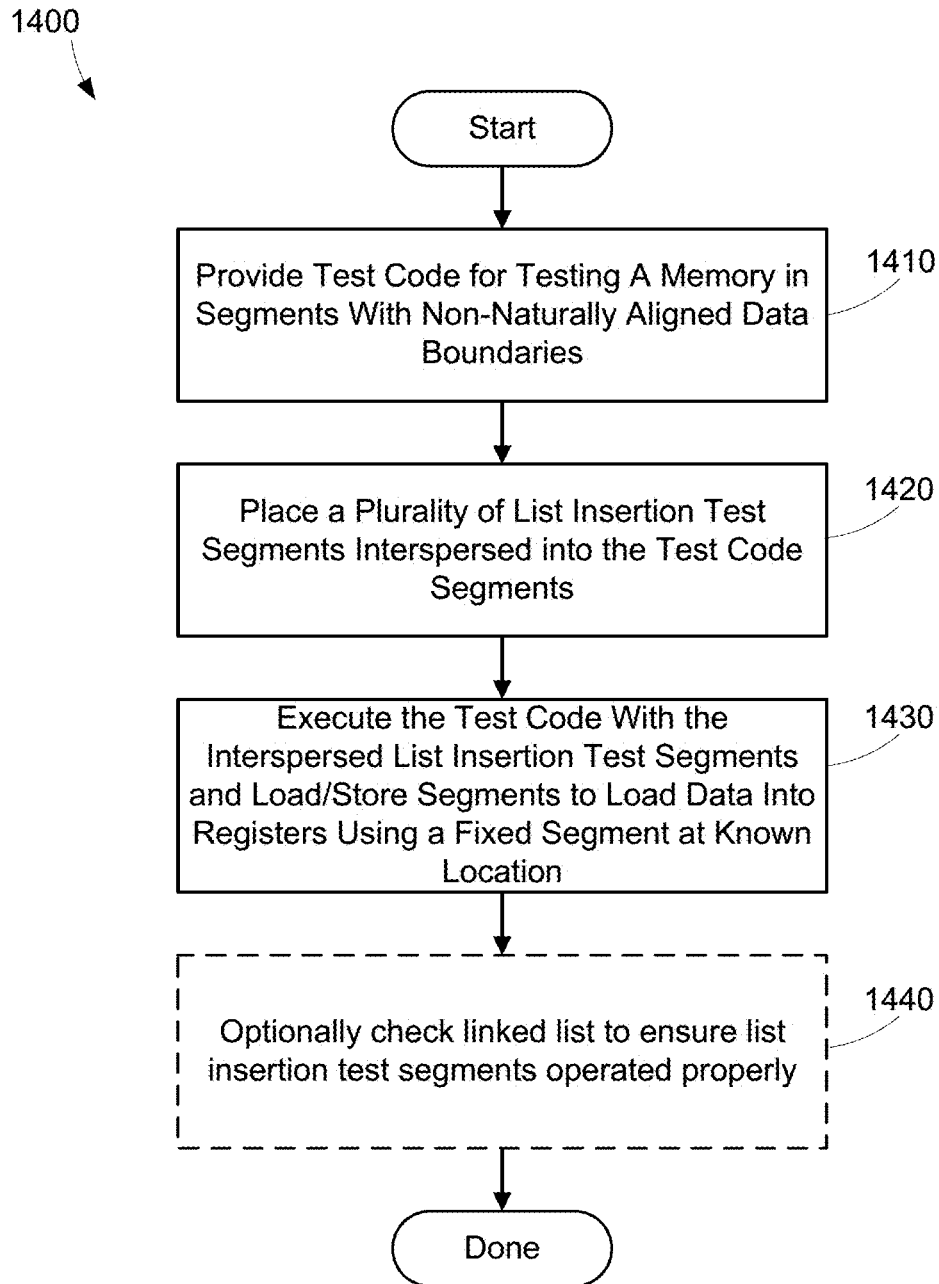 1400
Start
Provide Test Code for Testing A Memory in
Segments With Non-Naturally Aligned Data
Boundaries
1410
Place a Plurality of List Insertion Test
Segments Interspersed into the Test Code
Segments
1420
Execute the Test Code With the
Interspersed List Insertion Test Segments
and Load/Store Segments to Load Data Into
Registers Using a Fixed Segment at Known
Location
1430
Optionally check linked list to ensure list
insertion test segments operated properly
1440
Done